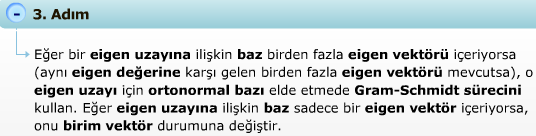 - 3. Adım
Eğer bir eigen uzayına ilişkin baz birden fazla eigen vektörü içeriyorsa
(aynı eigen değerine karşı gelen birden fazla eigen vektörü mevcutsa), o
eigen uzayı için ortonormal bazı elde etmede Gram-Schmidt sürecini
kullan. Eğer eigen uzayına ilişkin baz sadece bir eigen vektör içeriyorsa,
onu birim vektör durumuna değiştir.